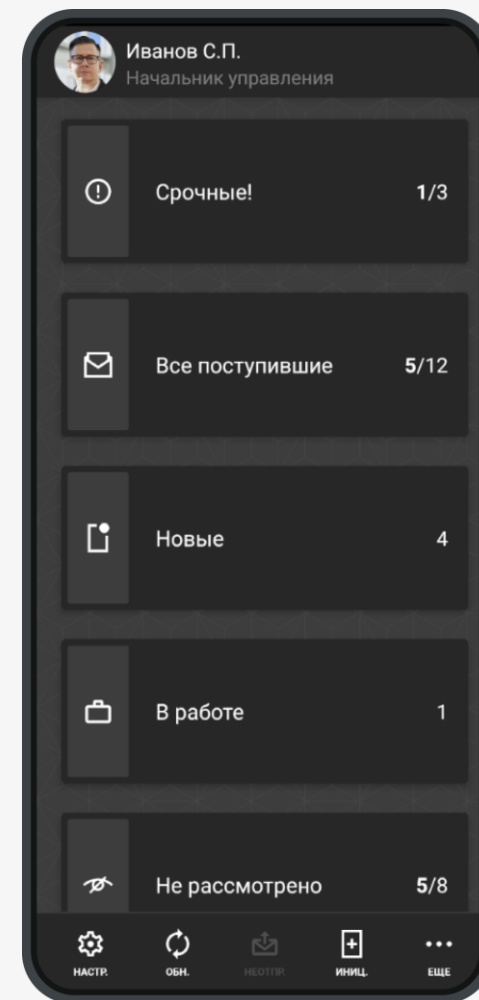 Иванов С.П.
Начальник управления
Срочные! 1/3
Все поступившие 5/12
Новые 4
В работе 1
Не рассмотрено 5/8
НАСТР. ОБН. НЕОТПР. ИНИЦ. ЕЩЕ